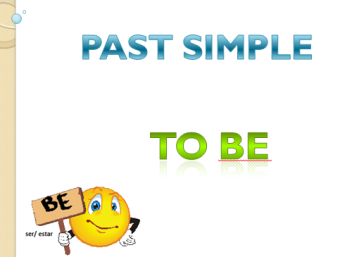 PAST SIMPLE
TO BE
BE
ser/ estar